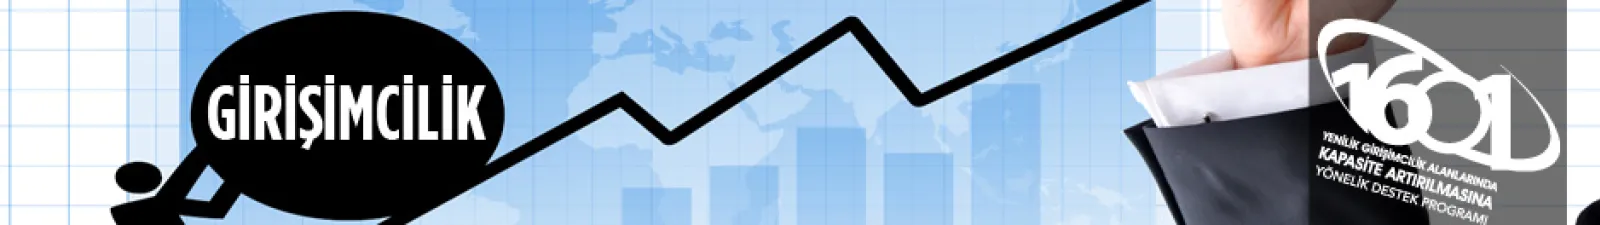 GİRİŞİMCİLİK
1601
YENİLİK GİRİŞİMCİLİK ALANLARINDA
KAPASİTE ARTIRILMASINA
YÖNELİK DESTEK PROGRAMI